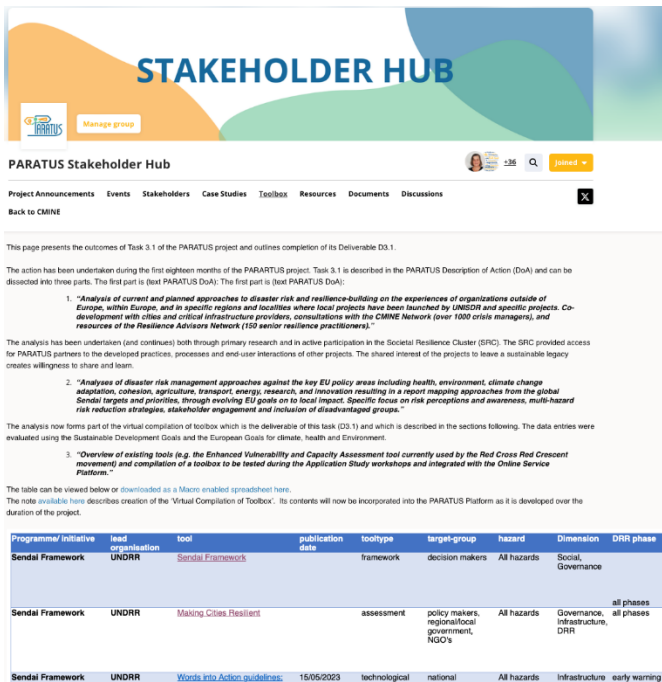 STAKEHOLDER HUB
PARATUS
Manage group
PARATUS Stakeholder Hub
+36
Joined
Project Announcements Events Stakeholders Case Studies Toolbox Resources Documents Discussions
Back to CMINE
This page presents the outcomes of Task 3.1 of the PARATUS project and outlines completion of its Deliverable D3.1.
The action has been undertaken during the first eighteen months of the PARARTUS project. Task 3.1 is described in the PARATUS Description of Action (DoA) and can be
dissected into three parts. The first part is (text PARATUS DoA): The first part is (text PARATUS DoA):
1. "Analysis of current and planned approaches to disaster risk and resilience-building on the experiences of organizations outside of
Europe, within Europe, and in specific regions and localities where local projects have been launched by UNISDR and specific projects. Co-
development with cities and critical infrastructure providers, consultations with the CMINE Network (over 1000 crisis managers), and
resources of the Resilience Advisors Network (150 senior resilience practitioners)."
The analysis has been undertaken (and continues) both through primary research and in active participation in the Societal Resilience Cluster (SRC). The SRC provided access
for PARATUS partners to the developed practices, processes and end-user interactions of other projects. The shared interest of the projects to leave a sustainable legacy
creates willingness to share and learn.
2. "Analyses of disaster risk management approaches against the key EU policy areas including health, environment, climate change
adaptation, cohesion, agriculture, transport, energy, research, and innovation resulting in a report mapping approaches from the global
Sendai targets and priorities, through evolving EU goals on to local impact. Specific focus on risk perceptions and awareness, multi-hazard
risk reduction strategies, stakeholder engagement and inclusion of disadvantaged groups."
The analysis now forms part of the virtual compilation of toolbox which is the deliverable of this task (D3.1) and which is described in the sections following. The data entries were
evaluated using the Sustainable Development Goals and the European Goals for climate, health and Environment.
3. "Overview of existing tools (e.g. the Enhanced Vulnerability and Capacity Assessment tool currently used by the Red Cross Red Crescent
movement) and compilation of a toolbox to be tested during the Application Study workshops and integrated with the Online Service
Platform."
The table can be viewed below or downloaded as a Macro enabled spreadsheet here.
The note available here describes creation of the 'Virtual Compilation of Toolbox'. Its contents will now be incorporated into the PARATUS Platform as it is developed over the
duration of the project.
Programme/ initiative lead organisation tool publication date tooltype target-group hazard Dimension DRR phase
Sendai Framework UNDRR Sendai Framework framework decision makers All hazards Social, Governance all phases
Sendai Framework UNDRR Making Cities Resilient assessment policy makers, regional/local government, NGO's All hazards Governance, Infrastructure, DRR all phases
Sendai Framework UNDRR Words into Action guidelines: 15/05/2023 technological national All hazards Infrastructure early warning